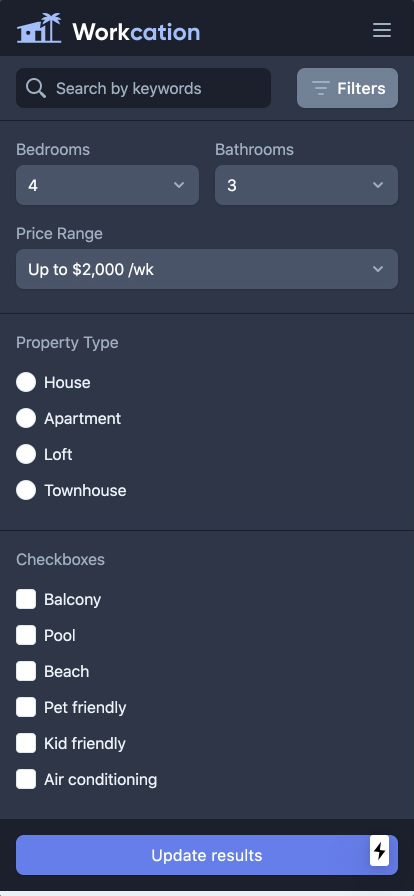 Workcation
Search by keywords
Filters
Bedrooms
Bathrooms
4
3
Price Range
Up to $2,000 /wk
Property Type
House
Apartment
Loft
Townhouse
Checkboxes
Balcony
Pool
Beach
Pet friendly
Kid friendly
Air conditioning
Update results